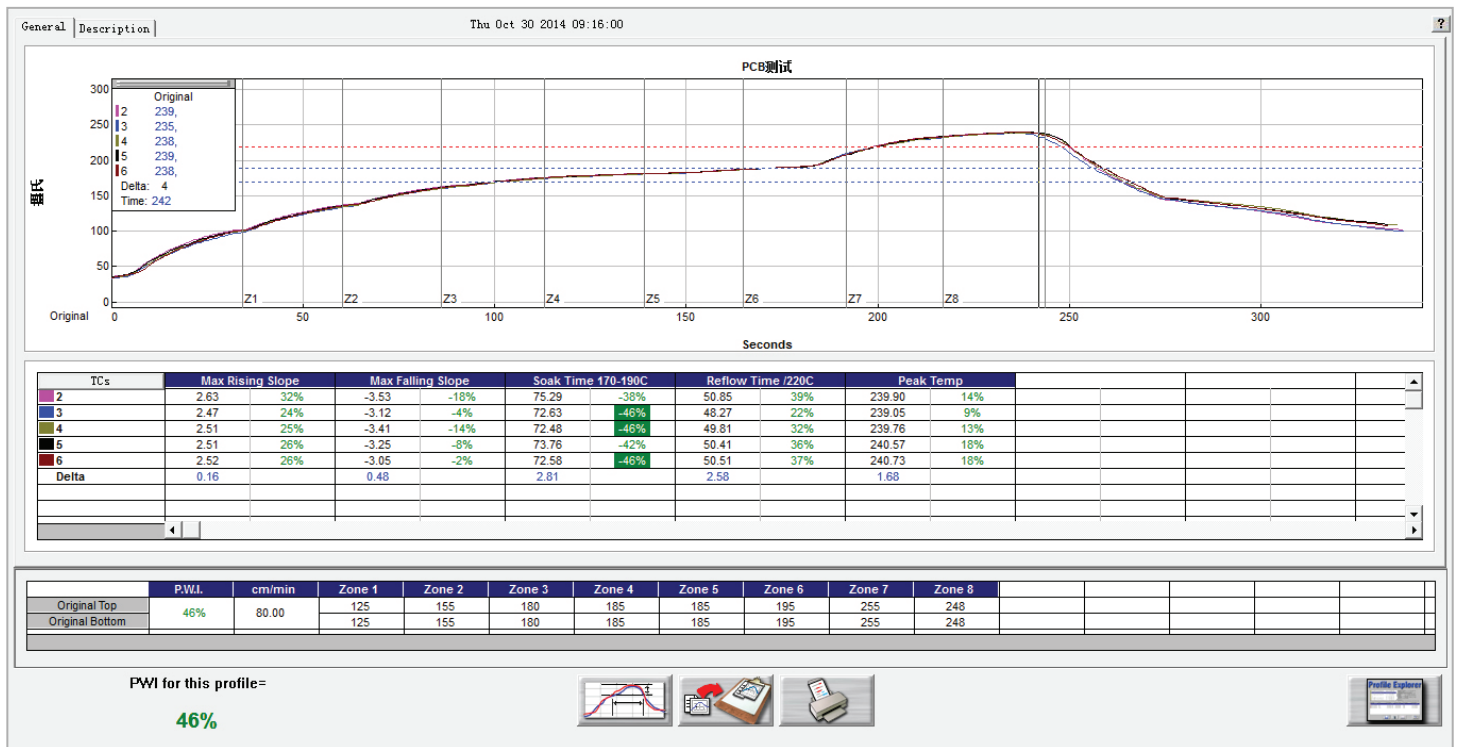 General Description Thu Oct 30 2014 09:16:00 ?
PCB测试
300
250
200
150
100
50
0
Original
2 239,
3 235,
4 238,
5 239,
6 238,
Delta: 4
Time: 242
Z1 Z2 Z3 Z4 Z5 Z6 Z7 Z8
Original 0 50 100 150 200 250 300
Seconds
TCs Max Rising Slope Max Falling Slope Soak Time 170-190C Reflow Time /220C Peak Temp
2 2.63 32% -3.53 -18% 75.29 -38% 50.85 39% 239.90 14%
3 2.47 24% -3.12 -4% 72.63 -46% 48.27 22% 239.05 9%
4 2.51 25% -3.41 -14% 72.48 -46% 49.81 32% 239.76 13%
5 2.51 26% -3.25 -8% 73.76 -42% 50.41 36% 240.57 18%
6 2.52 26% -3.05 -2% 72.58 -46% 50.51 37% 240.73 18%
Delta 0.16 0.48 2.81 2.58 1.68
P.W.I. cm/min Zone 1 Zone 2 Zone 3 Zone 4 Zone 5 Zone 6 Zone 7 Zone 8
Original Top 46% 80.00 125 155 180 185 185 195 255 248
Original Bottom 125 155 180 185 185 195 255 248
PWI for this profile=
46%
Profile Explorer